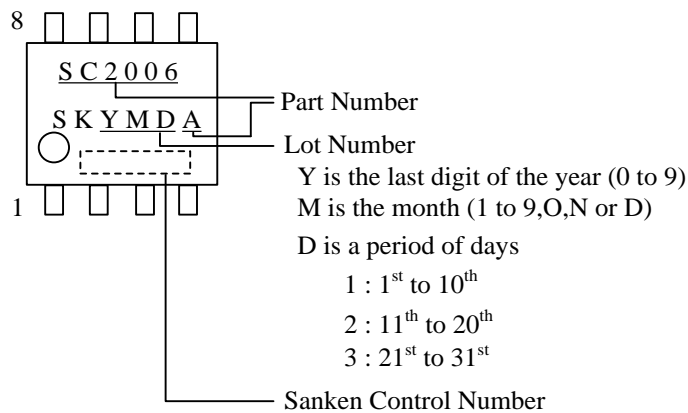 8
SC2006
SKYMDA
1
Part Number
Lot Number
Y is the last digit of the year (0 to 9)
M is the month (1 to 9,O,N or D)
D is a period of days
1 : 1st to 10th
2 : 11th to 20th
3 : 21st to 31st
Sanken Control Number